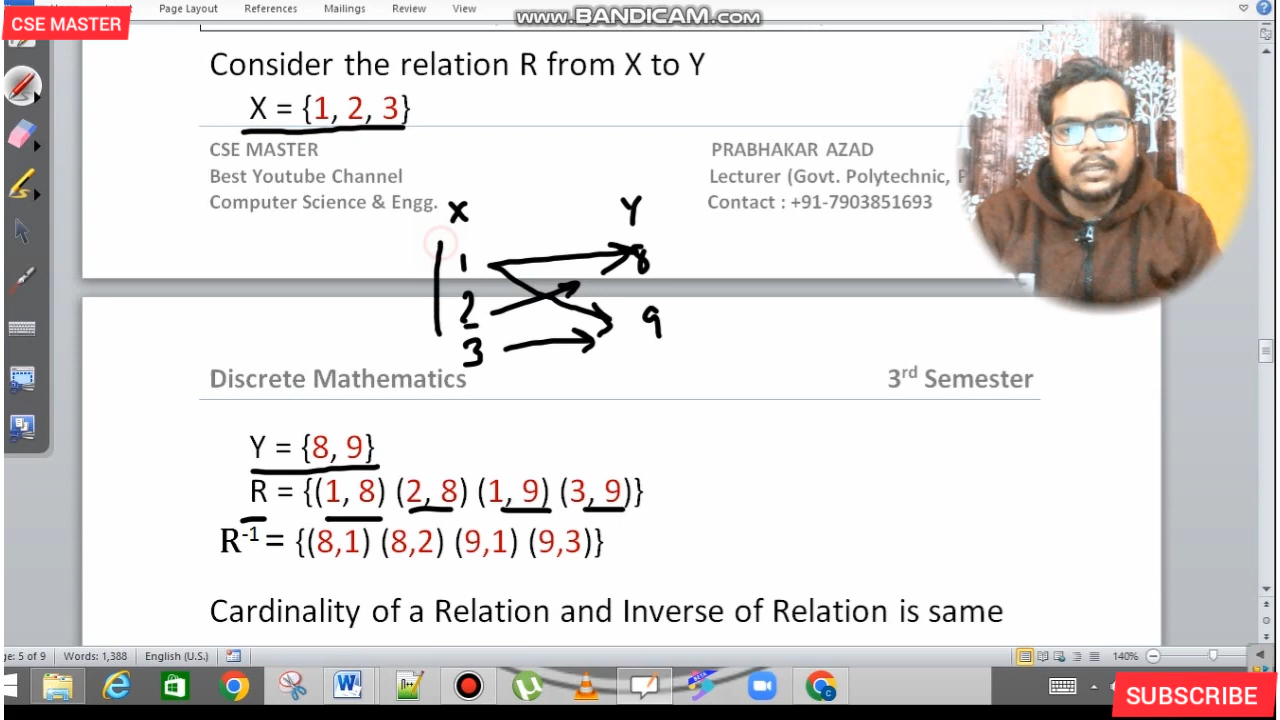 CSE MASTER
Page Layout References Mailings Review View
www.BANDICAM.com
Consider the relation R from X to Y
X = {1, 2, 3}
CSE MASTER PRABHAKAR AZAD
Best Youtube Channel Lecturer (Govt. Polytechnic, P
Computer Science & Engg. Contact : +91-7903851693
X Y
1 8
2 9
3
Discrete Mathematics 3rd Semester
Y = {8, 9}
R = {(1, 8) (2, 8) (1, 9) (3, 9)}
R-1 = {(8,1) (8,2) (9,1) (9,3)}
Cardinality of a Relation and Inverse of Relation is same
ge: 5 of 9 Words: 1,388 English (U.S.) 140%
SUBSCRIBE